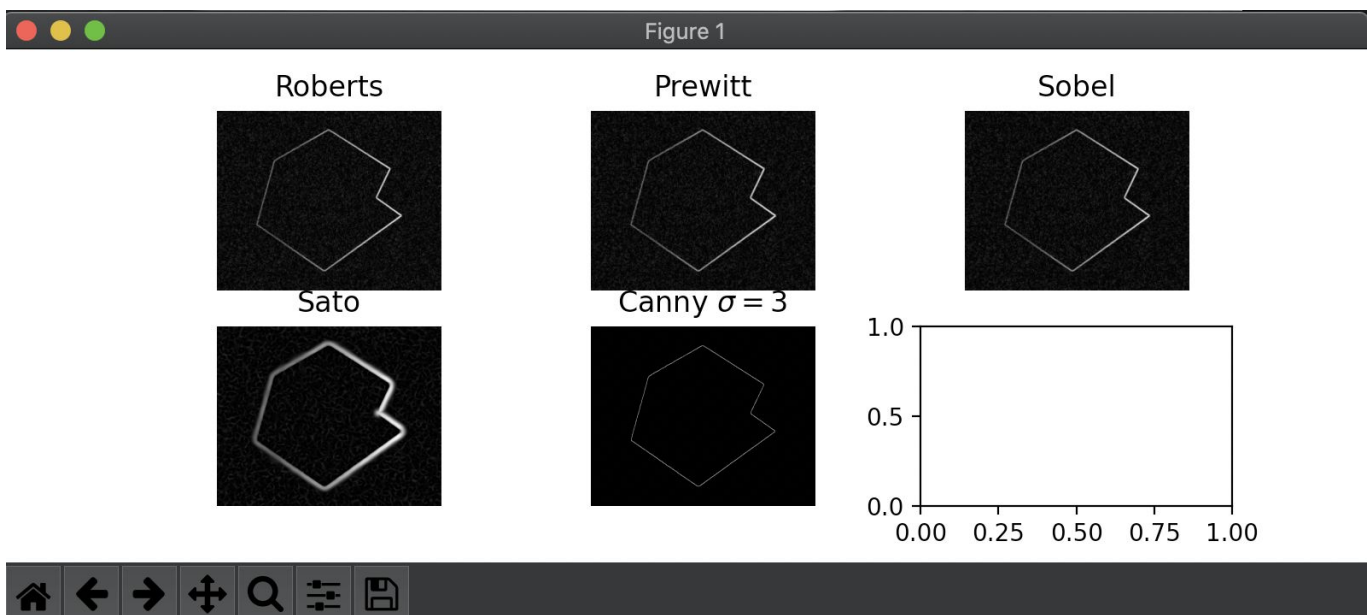 Figure 1
Roberts
Prewitt
Sobel
Sato
Canny σ = 3
1.0
0.5
0.0
0.00 0.25 0.50 0.75 1.00